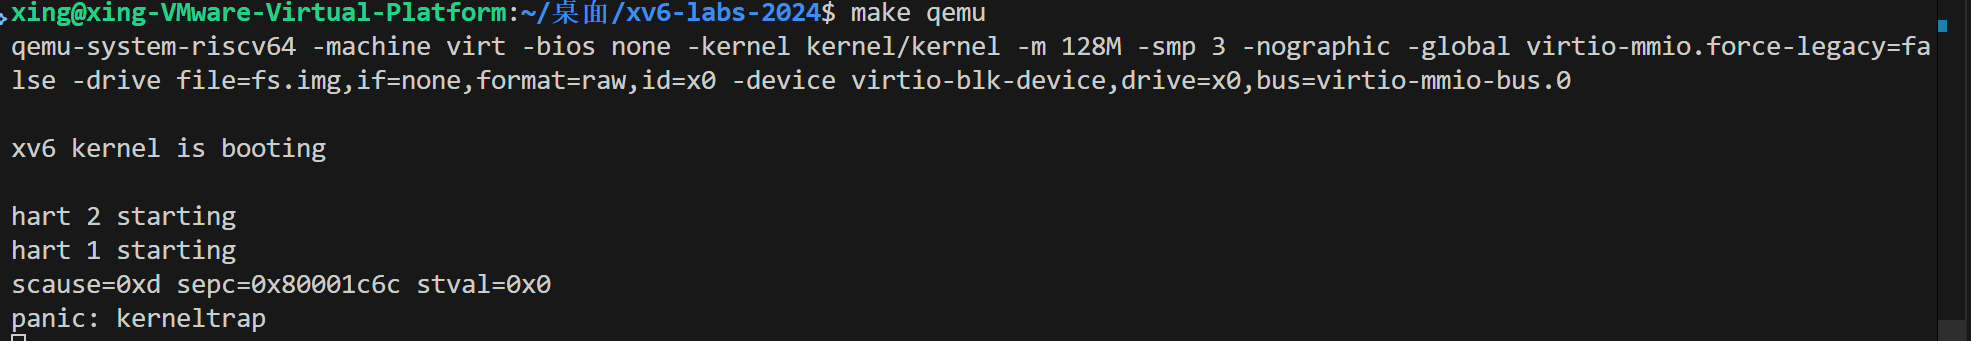 xing@xing-VMware-Virtual-Platform:~/桌面/xv6-labs-2024$ make qemu
qemu-system-riscv64 -machine virt -bios none -kernel kernel/kernel -m 128M -smp 3 -nographic -global virtio-mmio.force-legacy=fa
lse -drive file=fs.img,if=none,format=raw,id=x0 -device virtio-blk-device,drive=x0,bus=virtio-mmio-bus.0
xv6 kernel is booting
hart 2 starting
hart 1 starting
scause=0xd sepc=0x80001c6c stval=0x0
panic: kerneltrap